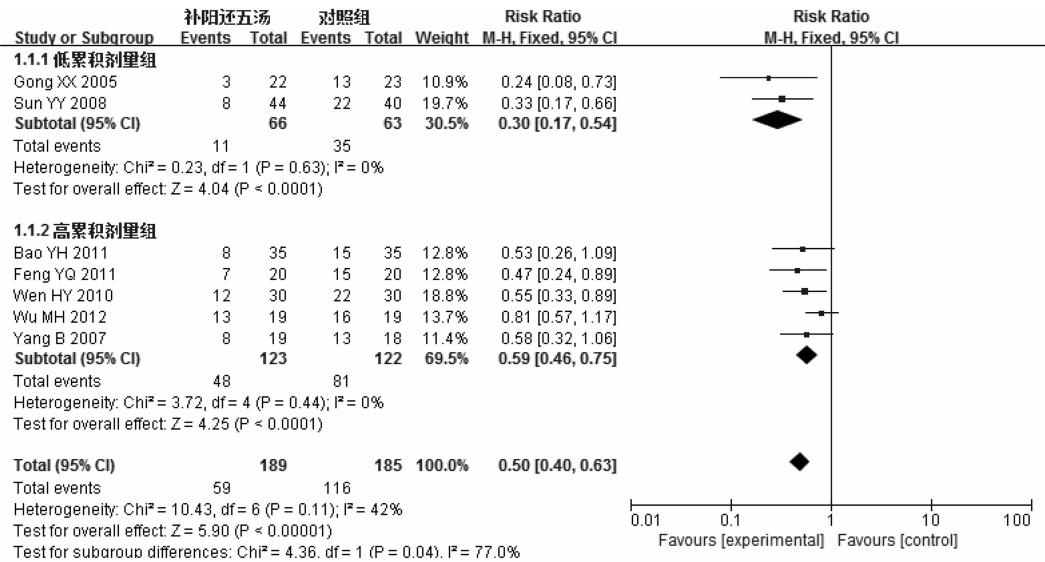 补阳还五汤 对照组 Risk Ratio Risk Ratio
Study or Subgroup Events Total Events Total Weight M-H, Fixed, 95% CI M-H, Fixed, 95% CI
1.1.1 低累积剂量组
Gong XX 2005 3 22 13 23 10.9% 0.24 [0.08, 0.73]
Sun YY 2008 8 44 22 40 19.7% 0.33 [0.17, 0.66]
Subtotal (95% CI) 66 63 30.5% 0.30 [0.17, 0.54]
Total events 11 35
Heterogeneity: Chi² = 0.23, df = 1 (P = 0.63); I² = 0%
Test for overall effect: Z = 4.04 (P < 0.0001)
1.1.2 高累积剂量组
Bao YH 2011 8 35 15 35 12.8% 0.53 [0.26, 1.09]
Feng YQ 2011 7 20 15 20 12.8% 0.47 [0.24, 0.89]
Wen HY 2010 12 30 22 30 18.8% 0.55 [0.33, 0.89]
Wu MH 2012 13 19 16 19 13.7% 0.81 [0.57, 1.17]
Yang B 2007 8 19 13 18 11.4% 0.58 [0.32, 1.06]
Subtotal (95% CI) 123 122 69.5% 0.59 [0.46, 0.75]
Total events 48 81
Heterogeneity: Chi² = 3.72, df = 4 (P = 0.44); I² = 0%
Test for overall effect: Z = 4.25 (P < 0.0001)
Total (95% CI) 189 185 100.0% 0.50 [0.40, 0.63]
Total events 59 116
Heterogeneity: Chi² = 10.43, df = 6 (P = 0.11); I² = 42%
Test for overall effect: Z = 5.90 (P < 0.00001)
Test for subgroup differences: Chi² = 4.36, df = 1 (P = 0.04), I² = 77.0%
0.01 0.1 1 10 100
Favours [experimental] Favours [control]